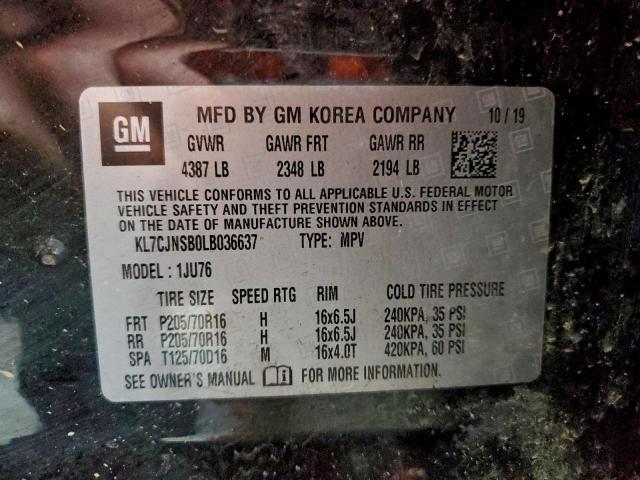 GM MFD BY GM KOREA COMPANY 10/19
GVWR GAWR FRT GAWR RR
4387 LB 2348 LB 2194 LB
THIS VEHICLE CONFORMS TO ALL APPLICABLE U.S. FEDERAL MOTOR
VEHICLE SAFETY AND THEFT PREVENTION STANDARDS IN EFFECT
ON THE DATE OF MANUFACTURE SHOWN ABOVE.
KL7CJNSB0LB036637 TYPE: MPV
MODEL: 1JU76
TIRE SIZE SPEED RTG RIM COLD TIRE PRESSURE
FRT P205/70R16 H 16x6.5J 240KPA, 35 PSI
RR P205/70R16 H 16x6.5J 240KPA, 35 PSI
SPA T125/70D16 M 16x4.0T 420KPA, 60 PSI
SEE OWNER'S MANUAL i FOR MORE INFORMATION.